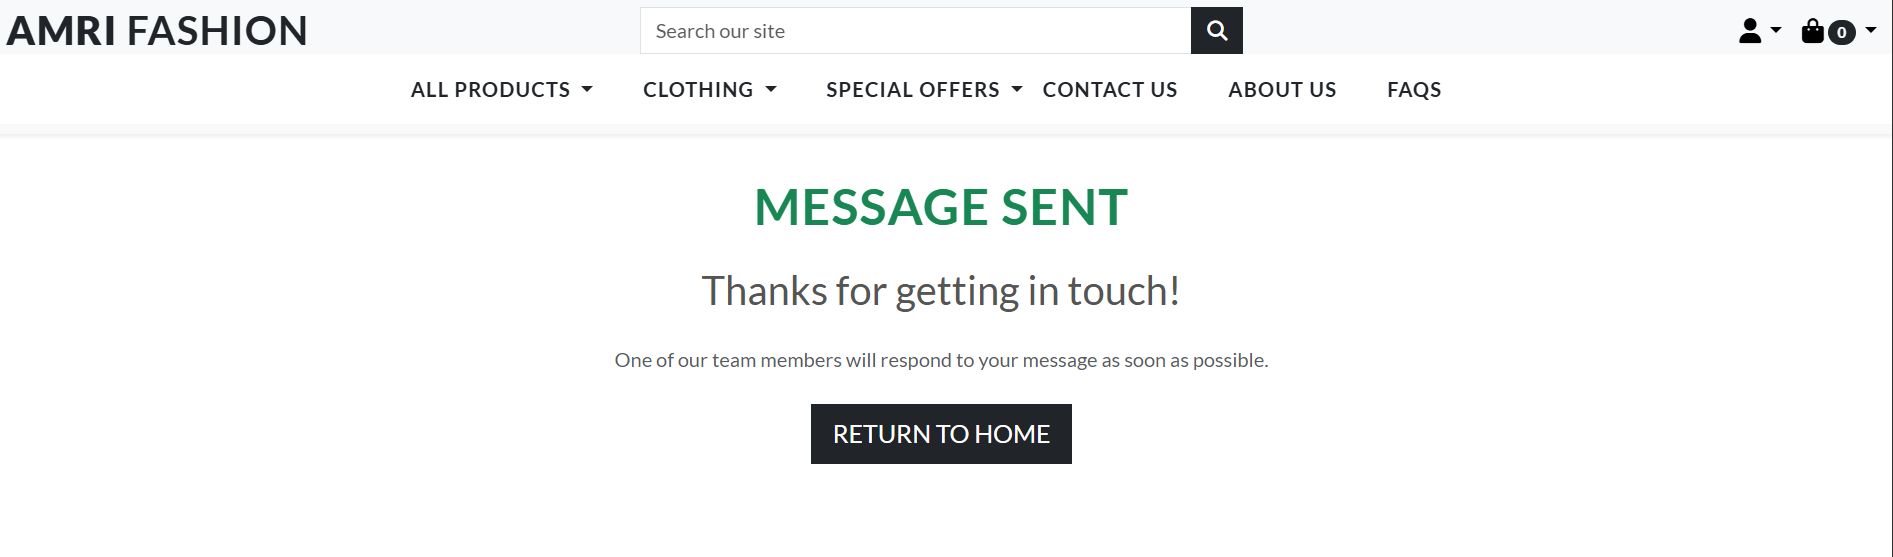 AMRI FASHION
Search our site
0
ALL PRODUCTS CLOTHING SPECIAL OFFERS CONTACT US ABOUT US FAQS
MESSAGE SENT
Thanks for getting in touch!
One of our team members will respond to your message as soon as possible.
RETURN TO HOME